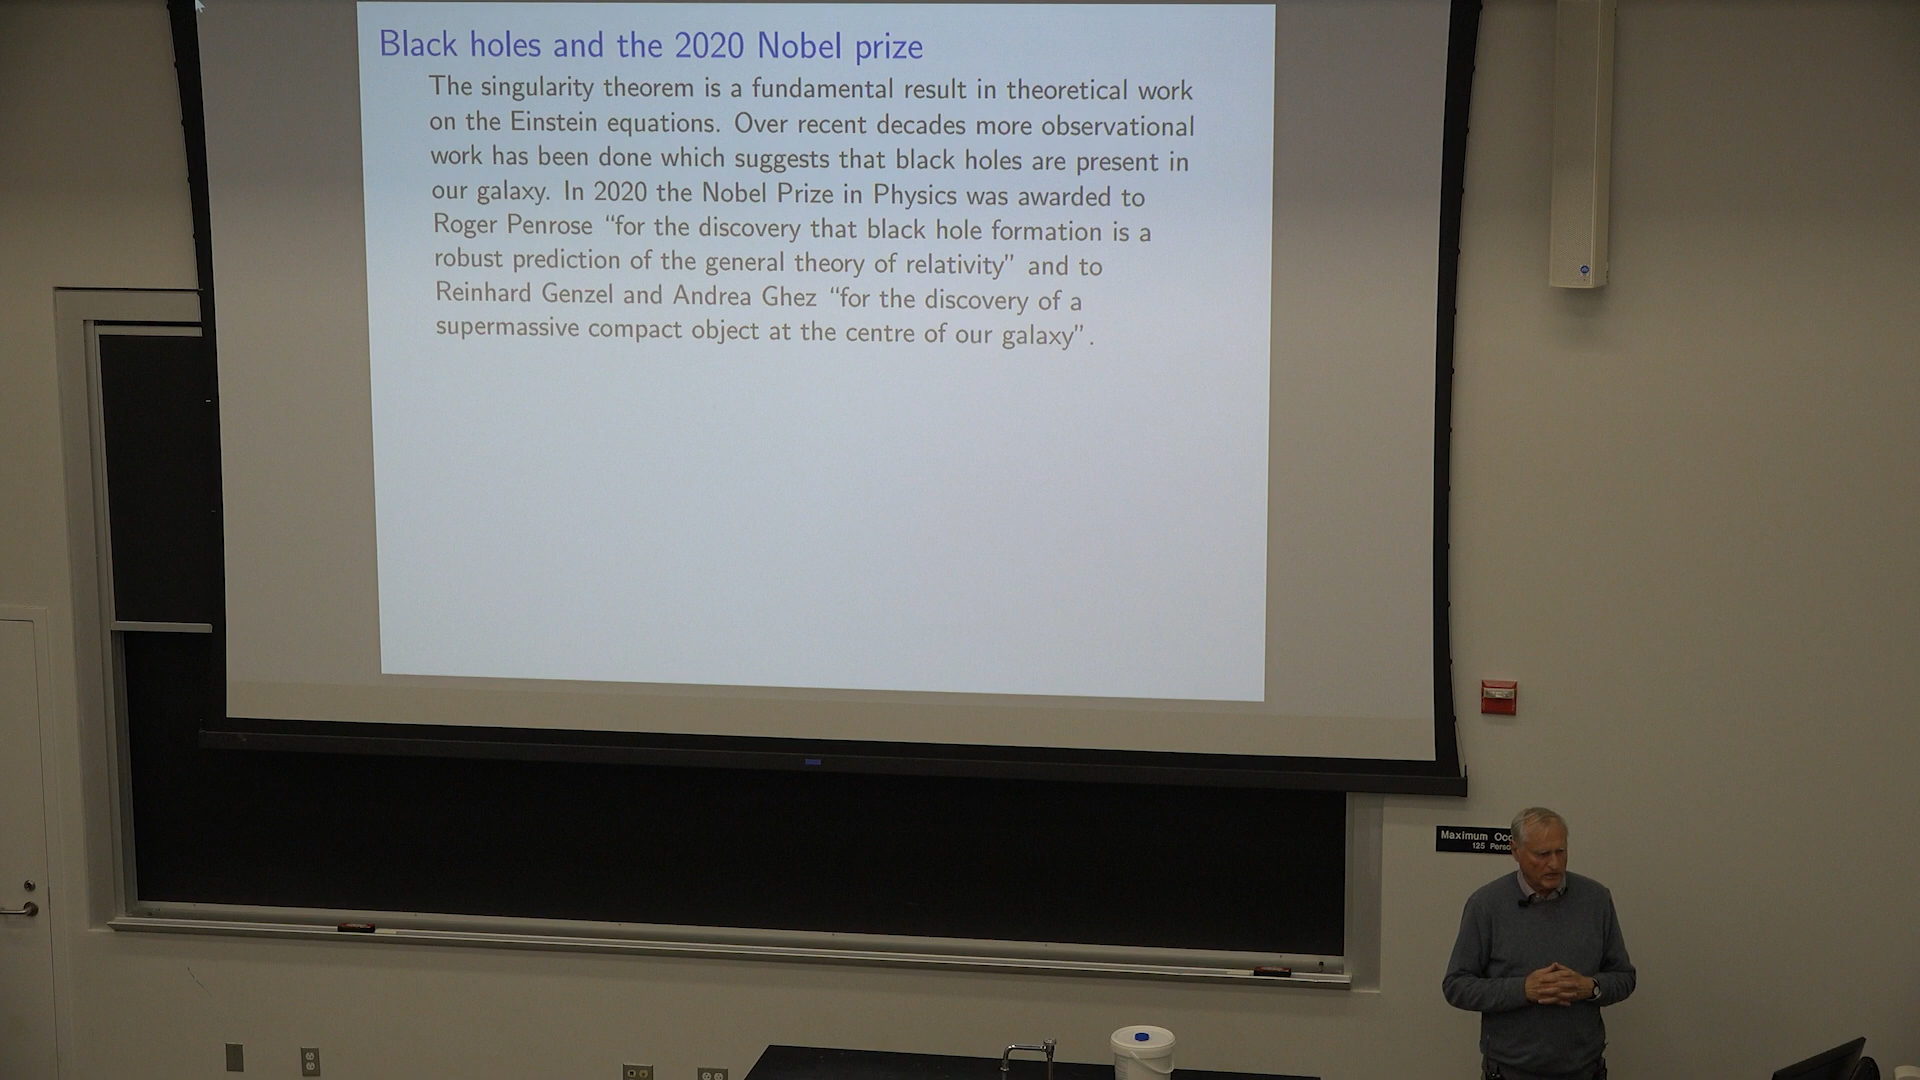 Black holes and the 2020 Nobel prize
The singularity theorem is a fundamental result in theoretical work
on the Einstein equations. Over recent decades more observational
work has been done which suggests that black holes are present in
our galaxy. In 2020 the Nobel Prize in Physics was awarded to
Roger Penrose “for the discovery that black hole formation is a
robust prediction of the general theory of relativity” and to
Reinhard Genzel and Andrea Ghez “for the discovery of a
supermassive compact object at the centre of our galaxy”.
Maximum
125